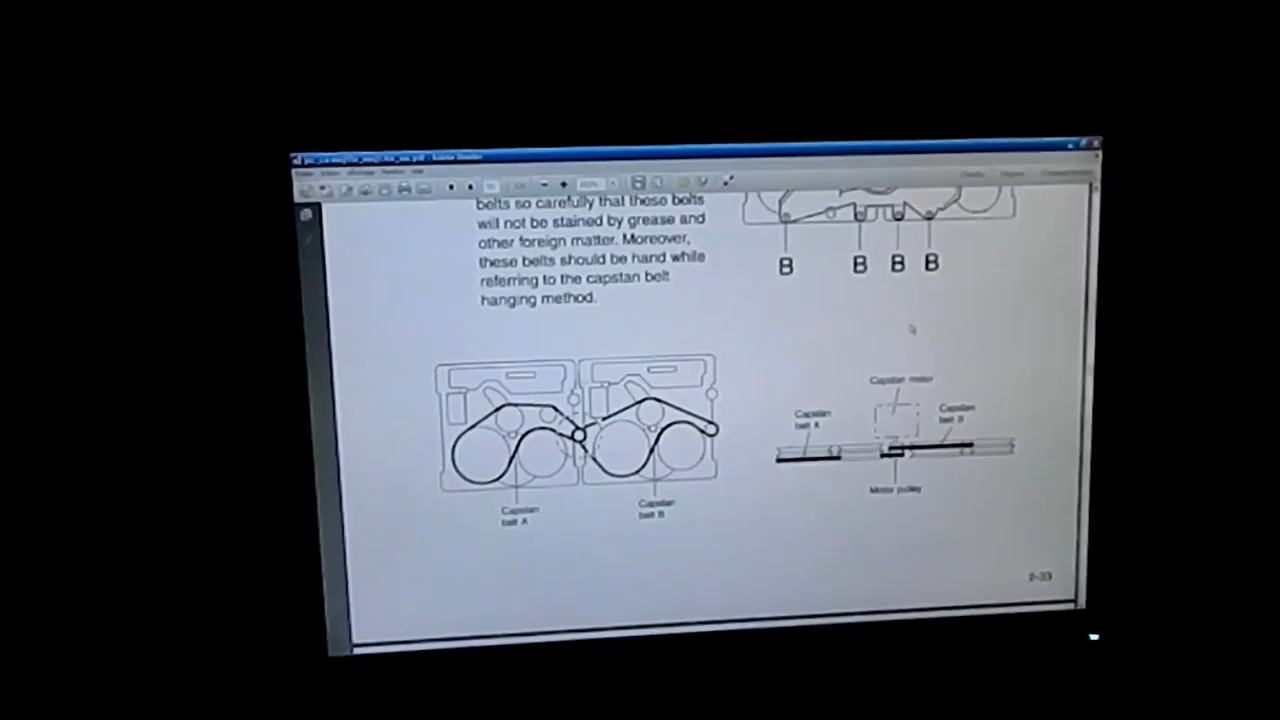 belts so carefully that these belts
will not be stained by grease and
other foreign matter. Moreover,
these belts should be hand while
referring to the capstan belt
hanging method.
B B B B
Capstan motor
Capstan
belt A
Capstan
belt B
Motor pulley
Capstan
belt A
Capstan
belt B
2-33